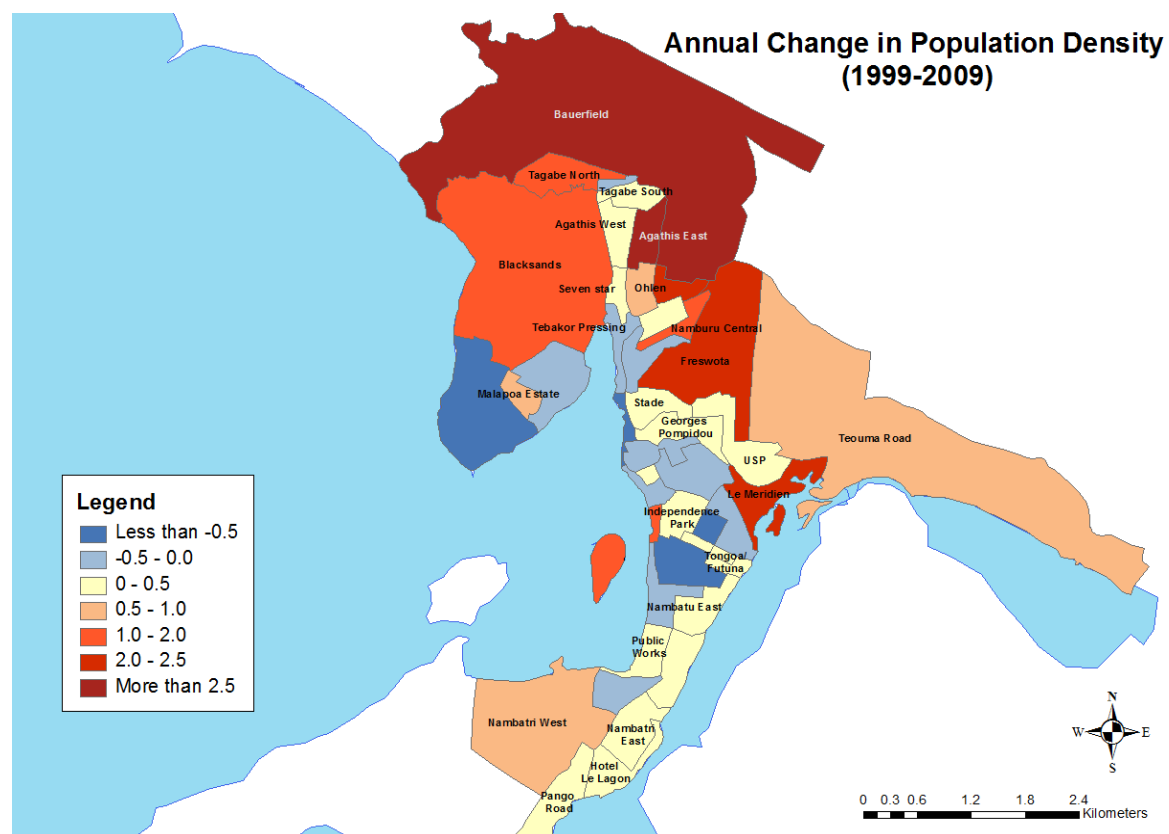 Annual Change in Population Density
(1999-2009)
Bauerfield
Tagabe North
Tagabe South
Agathis West
Agathis East
Blacksands
Seven star
Ohlen
Tebakor Pressing
Namburu Central
Freswota
Malapoa Estate
Stade
Georges
Pompidou
Teouma Road
USP
Le Meridien
Independence
Park
Tongoa/
Futuna
Nambatu East
Public
Works
Nambatri West
Nambatri
East
Hotel
Le Lagon
Pango
Road
Legend
Less than -0.5
-0.5 - 0.0
0 - 0.5
0.5 - 1.0
1.0 - 2.0
2.0 - 2.5
More than 2.5
N
W E
S
0 0.3 0.6 1.2 1.8 2.4
Kilometers